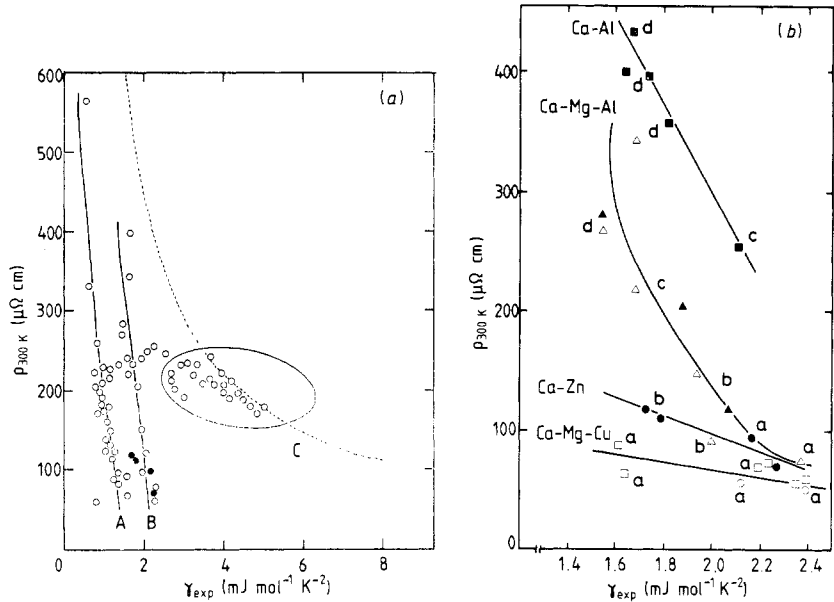 (a)
600
500
400
300
200
100
0
ρ300 K (μΩ cm)
A
B
C
0
2
4
6
8
γexp (mJ mol⁻¹ K⁻²)
(b)
Ca-Al
d
400
d
Ca-Mg-Al
d
d
300
c
ρ300 K (μΩ cm)
200
c
b
Ca-Zn
b
a
100
Ca-Mg-Cu
a
b
a
a
a
a
0
1.4
1.6
1.8
2.0
2.2
2.4
γexp (mJ mol⁻¹ K⁻²)